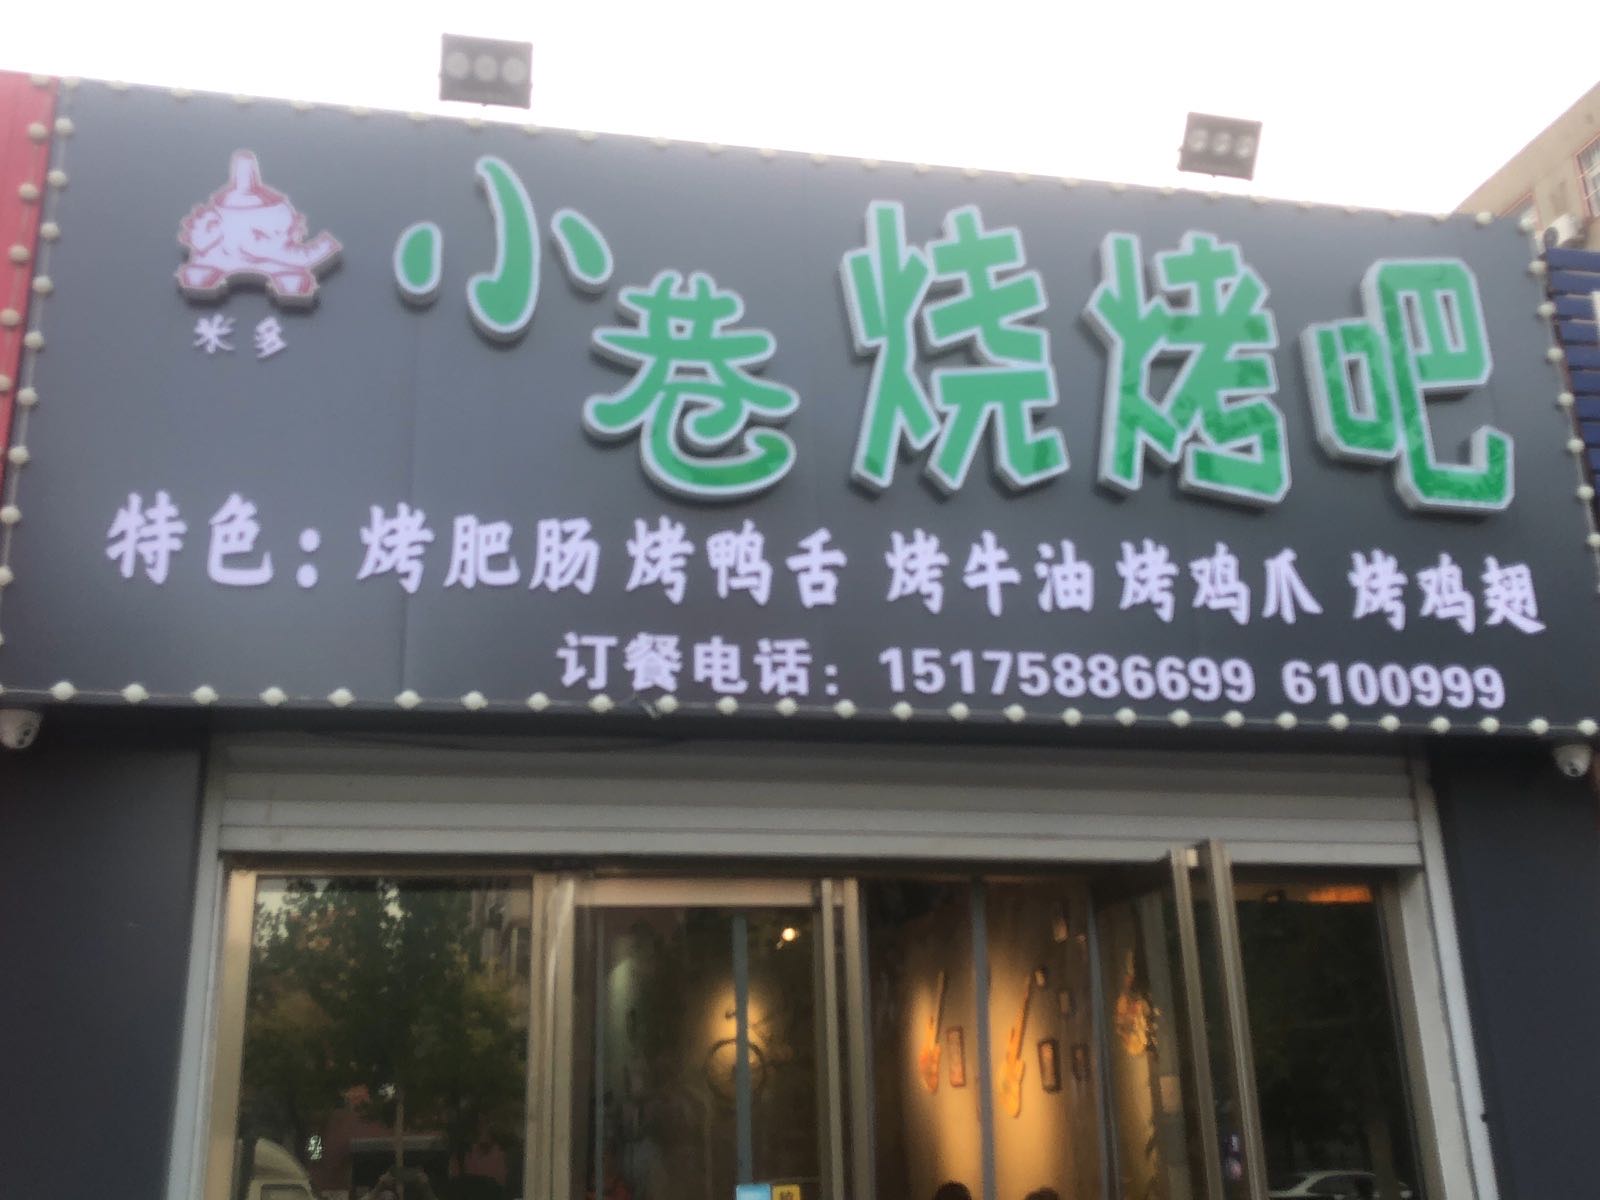 米多
小巷烧烤吧
特色：烤肥肠 烤鸭舌 烤牛油 烤鸡爪 烤鸡翅
订餐电话：15175886699 6100999